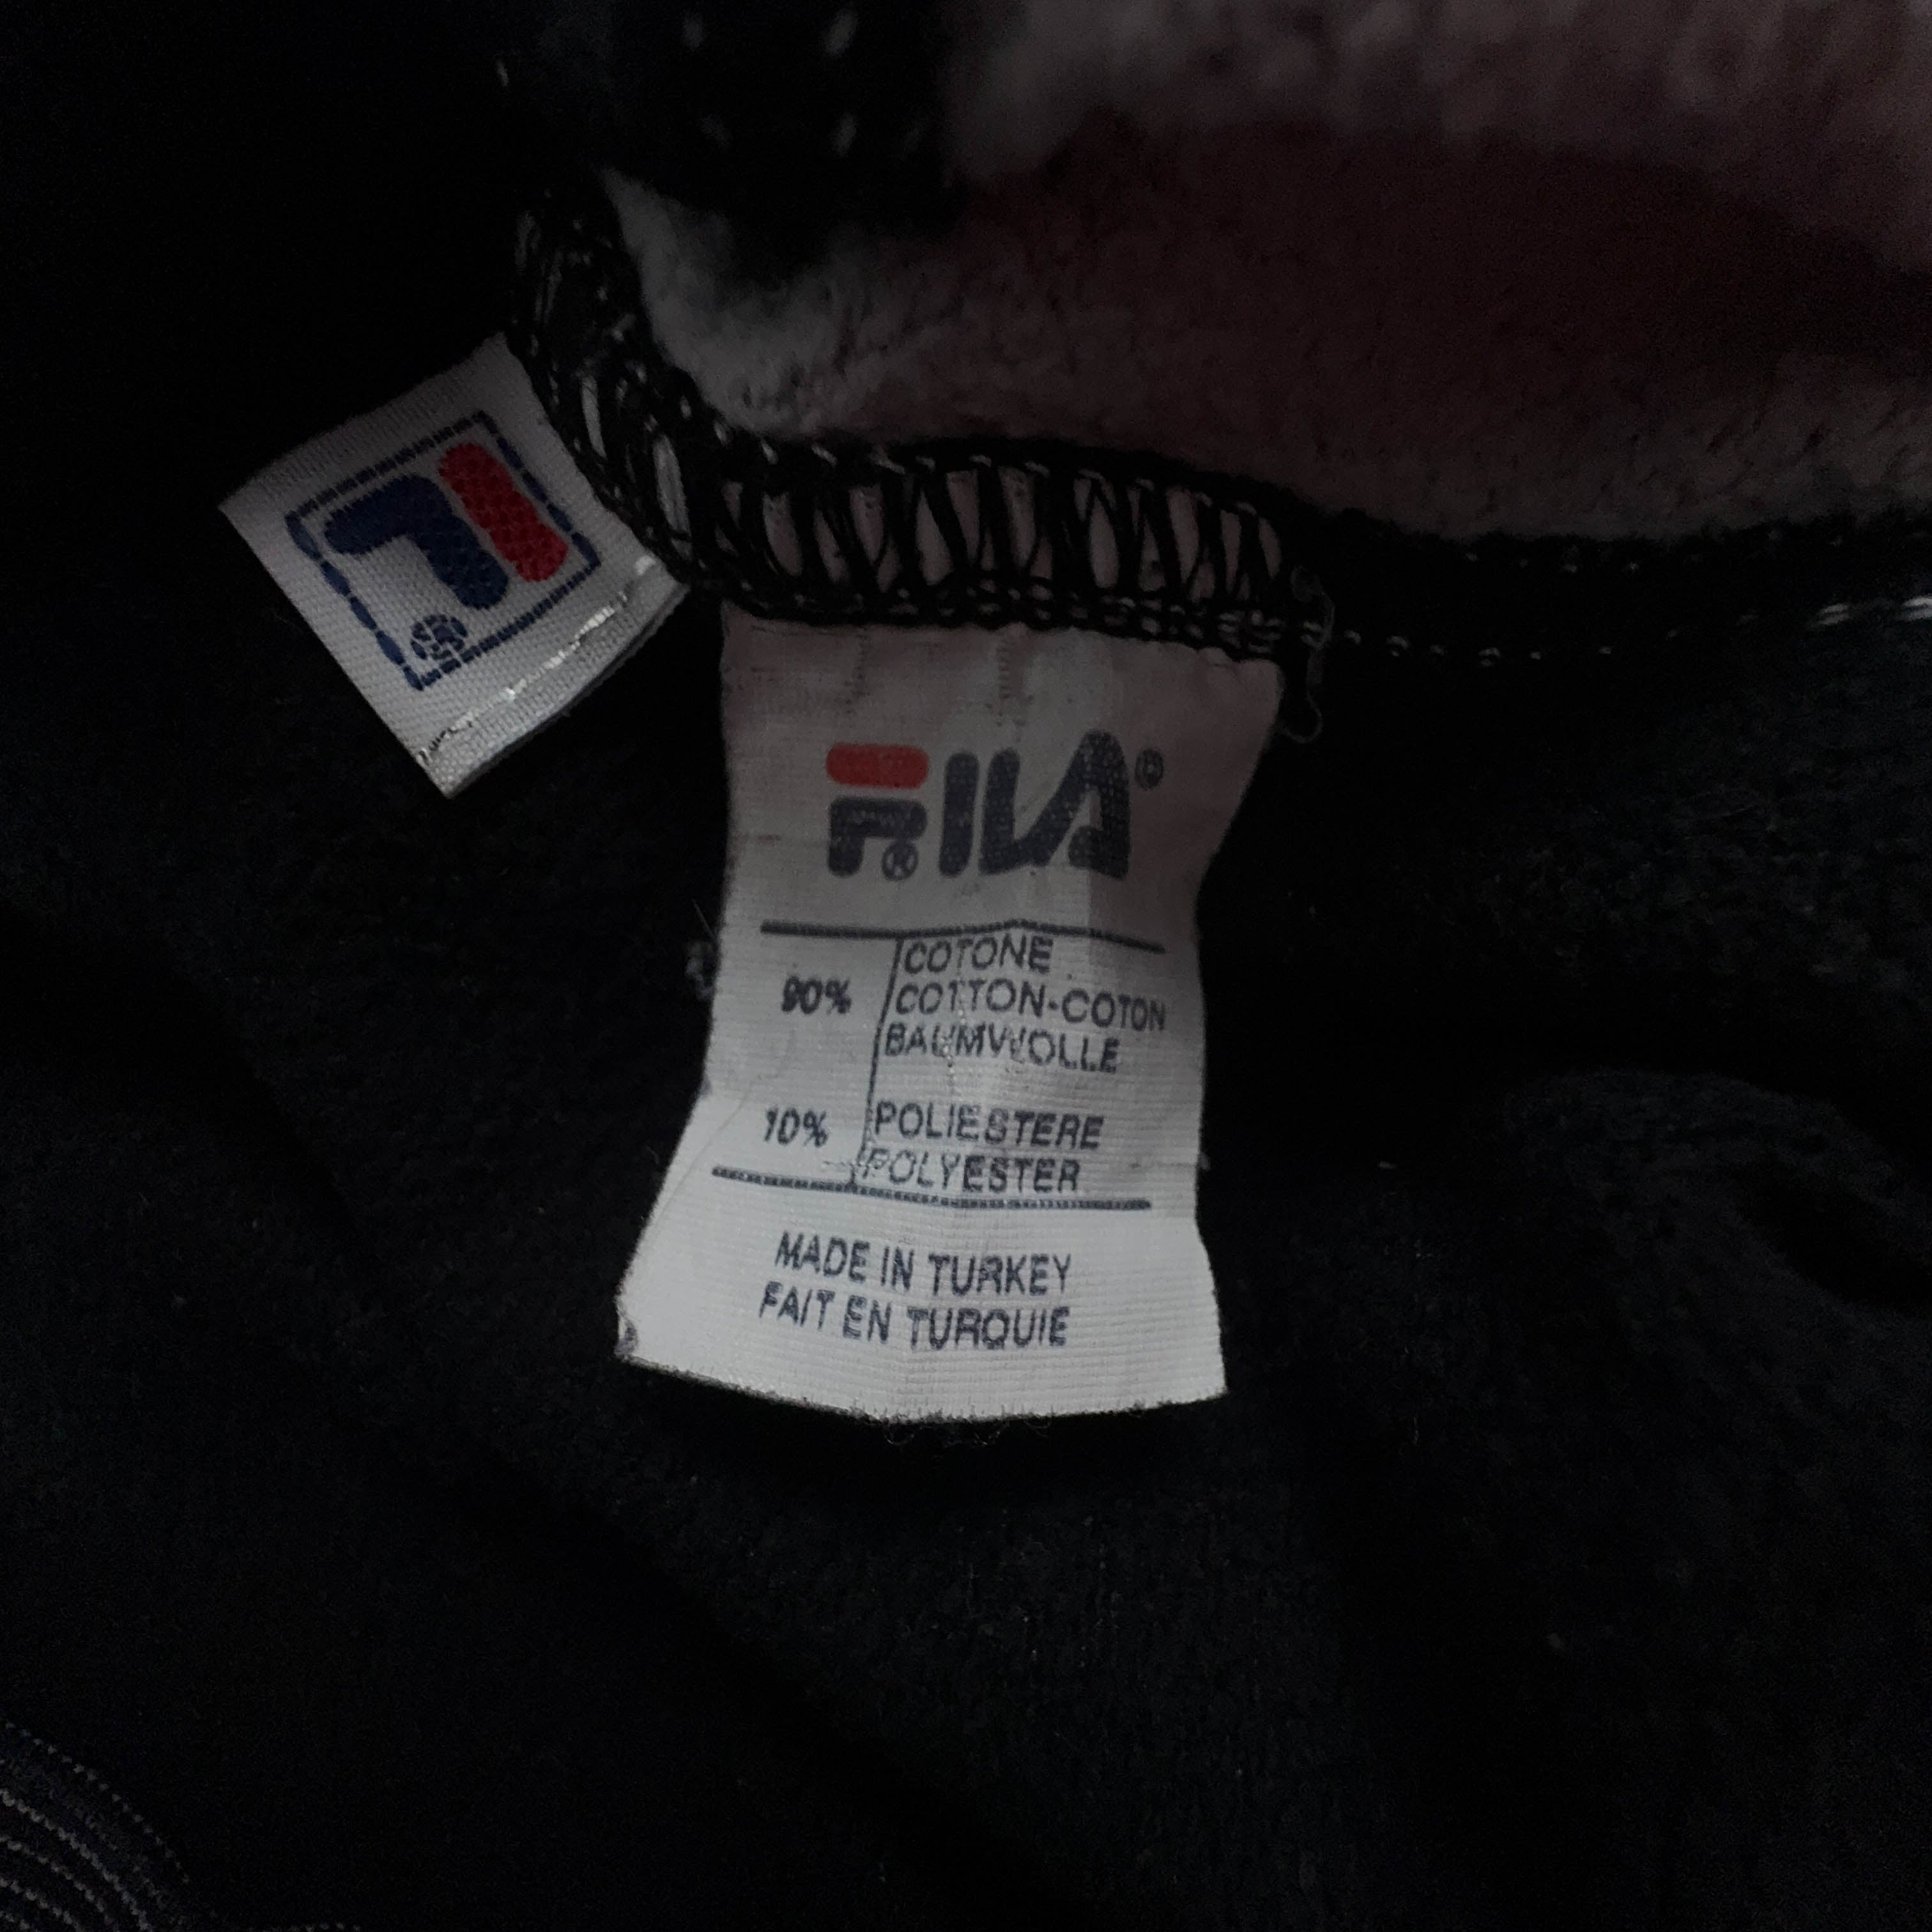 F
FILA®
90% COTONE
COTTON-COTON
BAUMWOLLE
10% POLIESTERE
POLYESTER
MADE IN TURKEY
FAIT EN TURQUIE